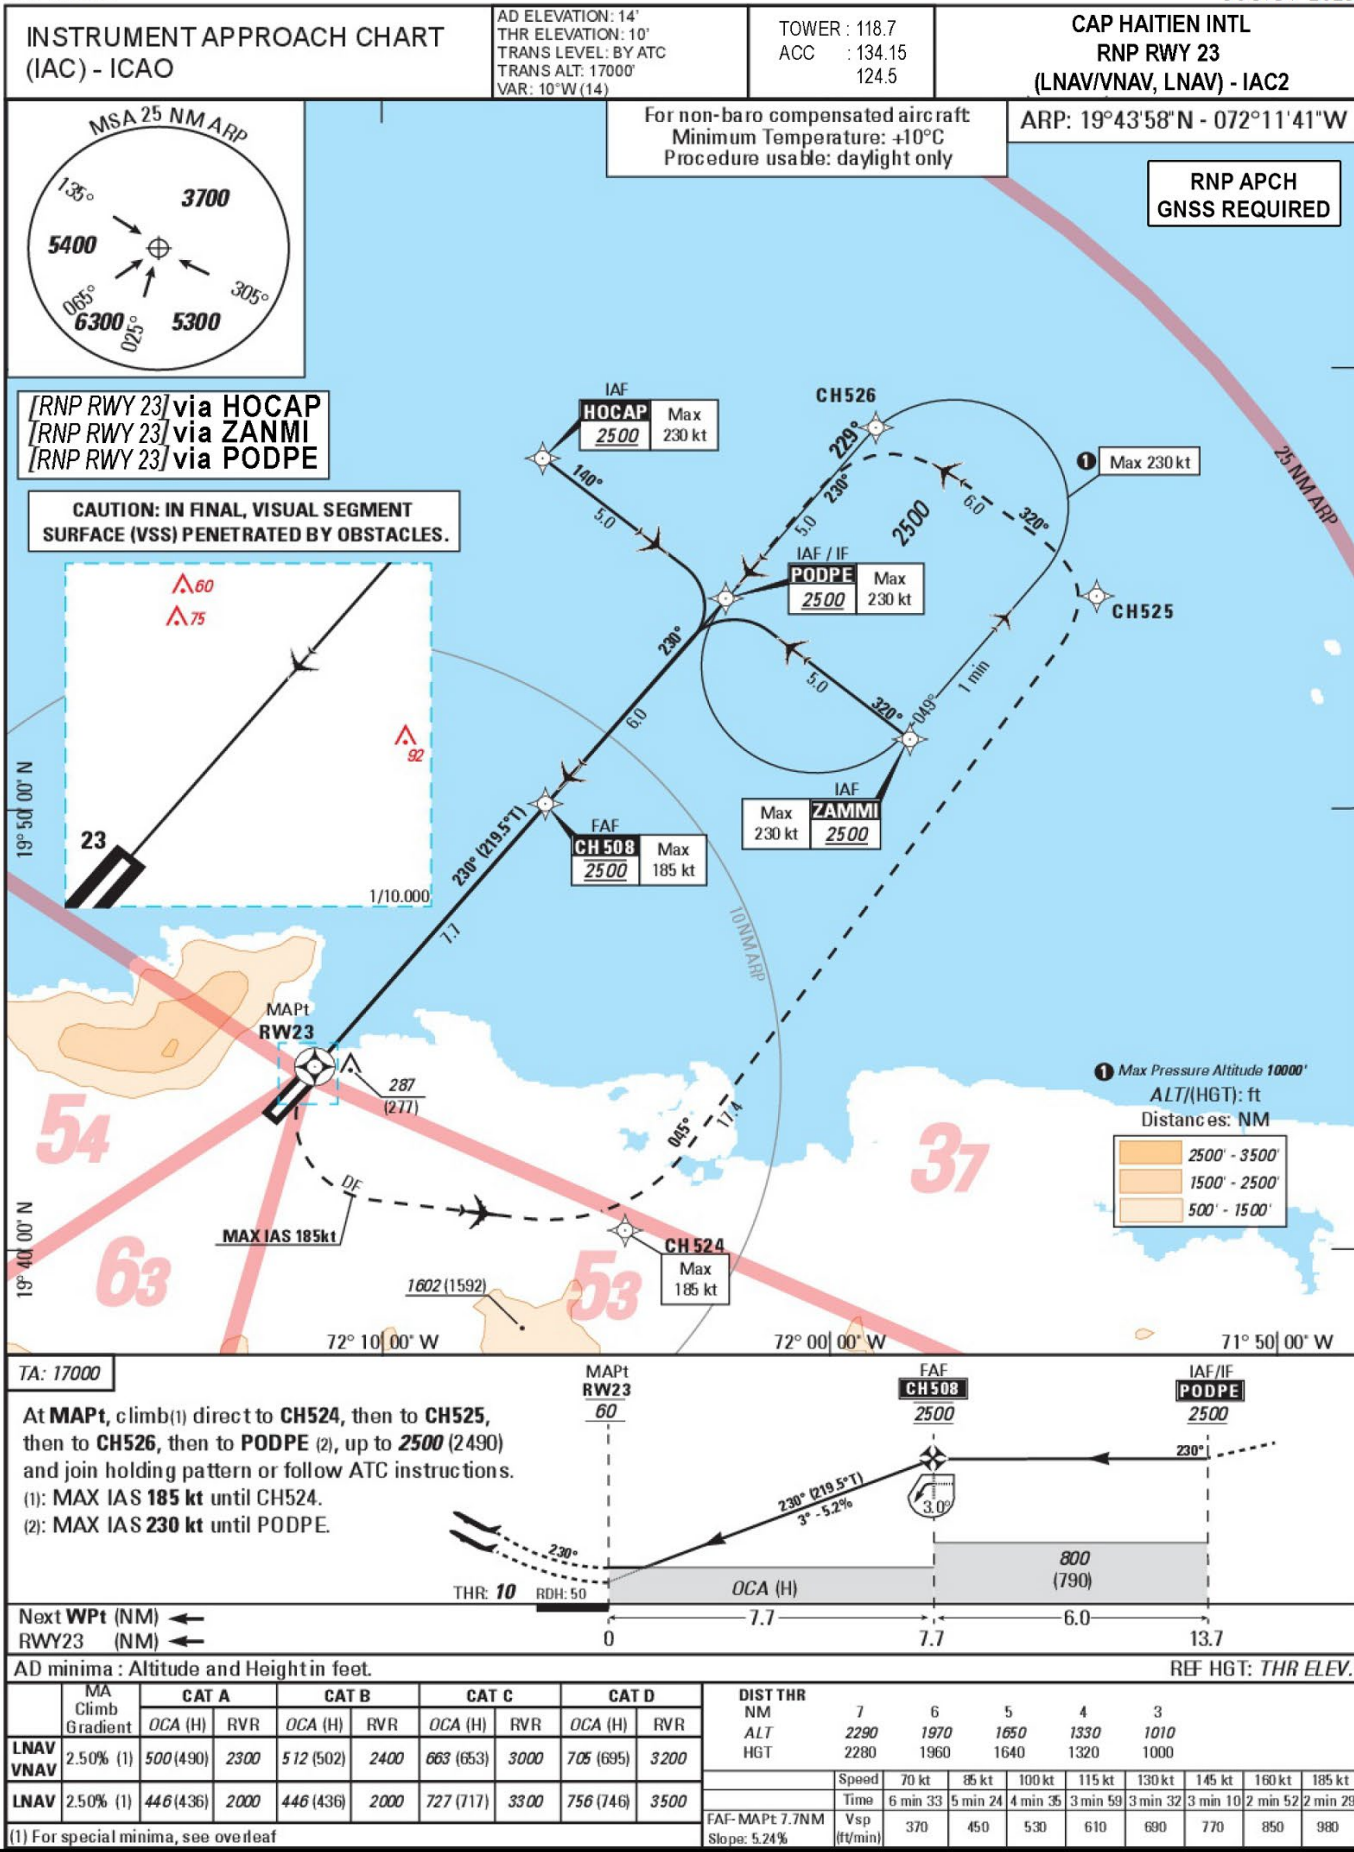 INSTRUMENT APPROACH CHART
(IAC) - ICAO
AD ELEVATION: 14'
THR ELEVATION: 10'
TRANS LEVEL: BY ATC
TRANS ALT: 17000'
VAR: 10°W (14)
TOWER : 118.7
ACC : 134.15
124.5
CAP HAITIEN INTL
RNP RWY 23
(LNAV/VNAV, LNAV) - IAC2
MSA 25 NM ARP
135°
3700
5400
065°
6300
025°
5300
305°
For non-baro compensated aircraft
Minimum Temperature: +10°C
Procedure usable: daylight only
ARP: 19°43'58"N - 072°11'41"W
RNP APCH
GNSS REQUIRED
[RNP RWY 23] via HOCAP
[RNP RWY 23] via ZANMI
[RNP RWY 23] via PODPE
CAUTION: IN FINAL, VISUAL SEGMENT
SURFACE (VSS) PENETRATED BY OBSTACLES.
60
75
92
23
1/10.000
IAF
HOCAP
2500
Max
230 kt
140°
5.0
CH526
229°
230°
5.0
2500
6.0
320°
1 Max 230 kt
25 NM ARP
CH525
IAF / IF
PODPE
2500
Max
230 kt
230°
6.0
5.0
320°
049°
1 min
IAF
Max
230 kt
ZAMMI
2500
FAF
CH 508
2500
Max
185 kt
230° (219.5°T)
7.7
10NM ARP
19° 50' 00" N
MAPt
RW23
287
(277)
54
63
53
37
DF
MAX IAS 185kt
045°
17.4
CH 524
Max
185 kt
1602 (1592)
1 Max Pressure Altitude 10000'
ALT/(HGT): ft
Distances: NM
2500' - 3500'
1500' - 2500'
500' - 1500'
19° 40' 00" N
72° 10' 00" W
72° 00' 00" W
71° 50' 00" W
TA: 17000
At MAPt, climb(1) direct to CH524, then to CH525,
then to CH526, then to PODPE (2), up to 2500 (2490)
and join holding pattern or follow ATC instructions.
(1): MAX IAS 185 kt until CH524.
(2): MAX IAS 230 kt until PODPE.
MAPt
RW23
60
FAF
CH508
2500
IAF/IF
PODPE
2500
230°
230° (219.5°T)
3° - 5.2%
3.0°
230°
THR: 10 RDH: 50
OCA (H)
800
(790)
Next WPt (NM)
7.7 6.0
RWY23 (NM)
0 7.7 13.7
AD minima : Altitude and Height in feet.
REF HGT: THR ELEV.
MA
Climb
Gradient
CAT A CAT B CAT C CAT D
OCA (H) RVR OCA (H) RVR OCA (H) RVR OCA (H) RVR
LNAV
VNAV
2.50% (1) 500 (490) 2300 512 (502) 2400 663 (653) 3000 705 (695) 3200
LNAV 2.50% (1) 446 (436) 2000 446 (436) 2000 727 (717) 3300 756 (746) 3500
(1) For special minima, see overleaf
DIST THR
NM 7 6 5 4 3
ALT 2290 1970 1650 1330 1010
HGT 2280 1960 1640 1320 1000
Speed 70 kt 85 kt 100 kt 115 kt 130 kt 145 kt 160 kt 185 kt
Time 6 min 33 5 min 24 4 min 35 3 min 59 3 min 32 3 min 10 2 min 52 2 min 29
FAF- MAPt 7.7NM
Slope: 5.24%
Vsp
(ft/min)
370 450 530 610 690 770 850 980